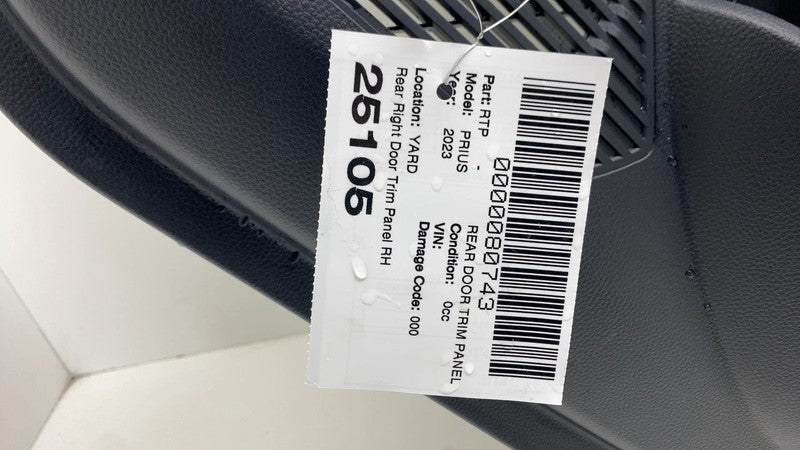 0000080743
Part: RTP - REAR DOOR TRIM PANEL
Model: PRIUS Condition: 0cc
Year: 2023 VIN:
Location: YARD Damage Code: 000
Rear Right Door Trim Panel RH
25105